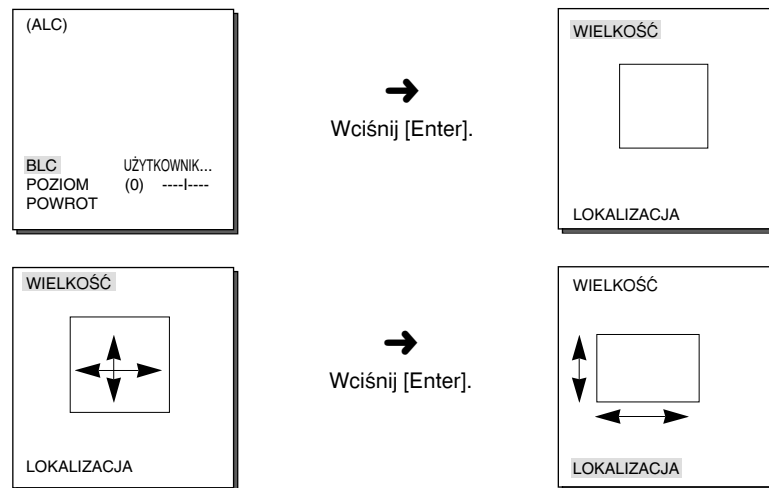 (ALC)
BLC UŻYTKOWNIK...
POZIOM (0) ----I----
POWROT
Wciśnij [Enter].
WIELKOŚĆ
LOKALIZACJA
WIELKOŚĆ
LOKALIZACJA
Wciśnij [Enter].
WIELKOŚĆ
LOKALIZACJA